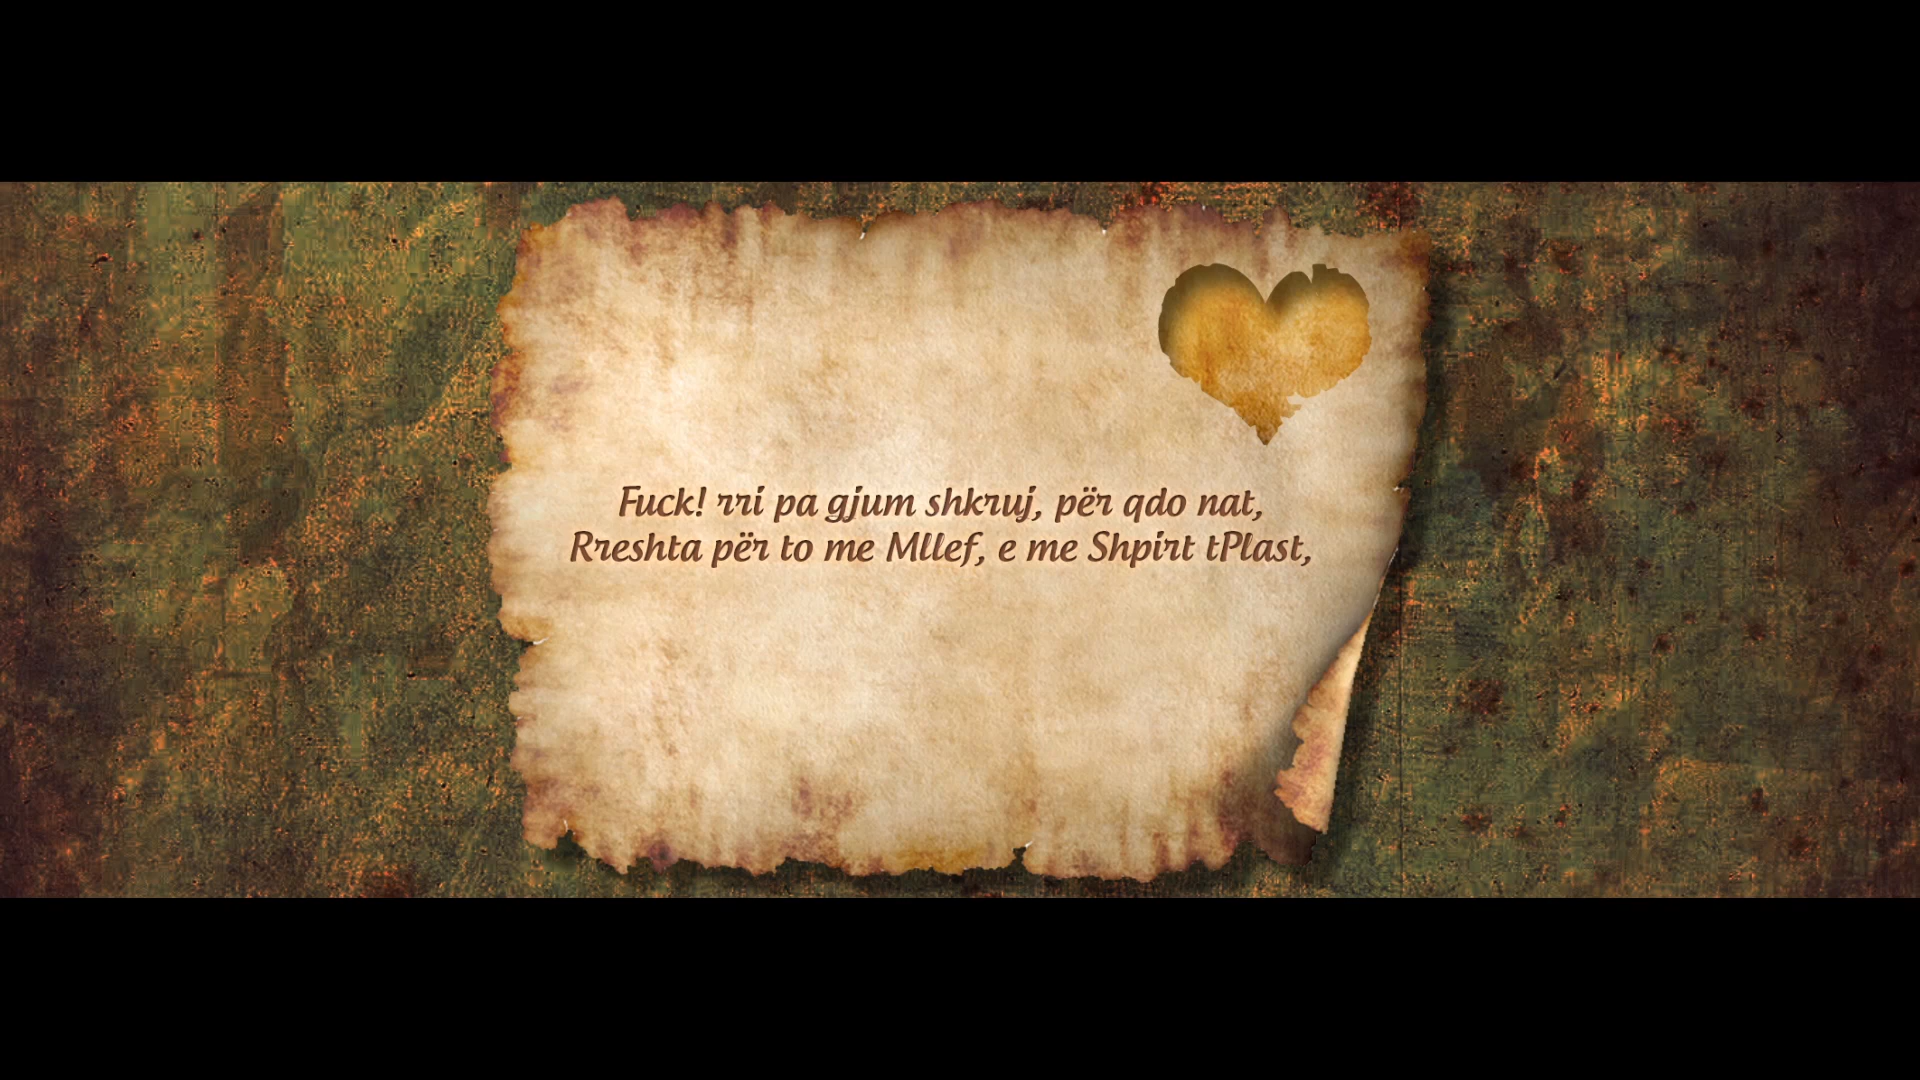 Fuck! rri pa gjum shkruj, për qdo nat,
Rreshta për to me Mllef, e me Shpirt tPlast,